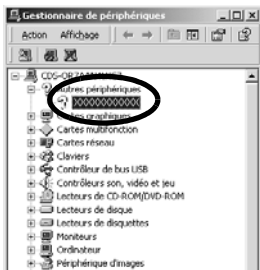 Gestionnaire de périphériques
Action Affichage
Autres périphériques
XXXXXXXXXXX
Cartes graphiques
Cartes multifonction
Cartes réseau
Claviers
Contrôleur de bus USB
Contrôleurs son, vidéo et jeu
Lecteurs de CD-ROM/DVD-ROM
Lecteurs de disque
Lecteurs de disquettes
Moniteurs
Ordinateur
Périphérique d'images